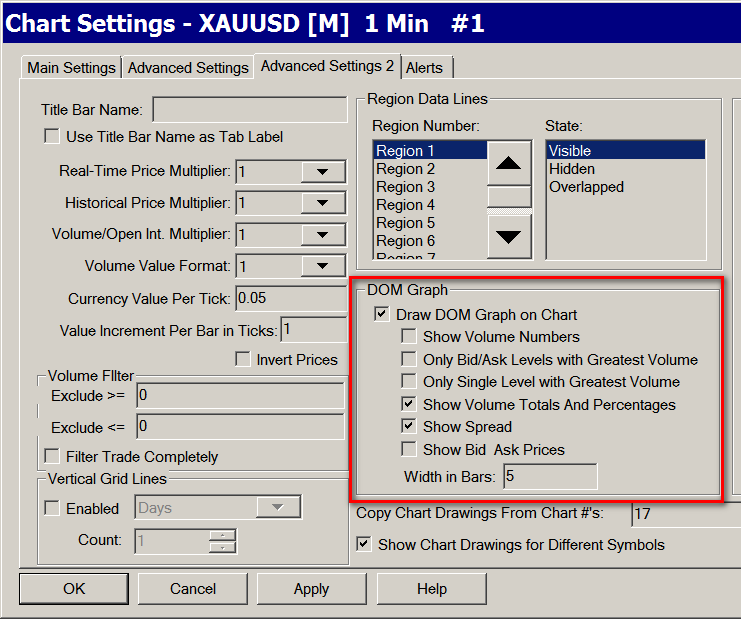 Chart Settings - XAUUSD [M]  1 Min   #1
Main Settings
Advanced Settings
Advanced Settings 2
Alerts
Title Bar Name:
Use Title Bar Name as Tab Label
Real-Time Price Multiplier: 1
Historical Price Multiplier: 1
Volume/Open Int. Multiplier: 1
Volume Value Format: 1
Currency Value Per Tick: 0.05
Value Increment Per Bar in Ticks: 1
Invert Prices
Volume FIlter
Exclude >= 0
Exclude <= 0
Filter Trade Completely
Vertical Grid Lines
Enabled Days
Count: 1
Region Data Lines
Region Number:
Region 1
Region 2
Region 3
Region 4
Region 5
Region 6
Region 7
State:
Visible
Hidden
Overlapped
DOM Graph
Draw DOM Graph on Chart
Show Volume Numbers
Only Bid/Ask Levels with Greatest Volume
Only Single Level with Greatest Volume
Show Volume Totals And Percentages
Show Spread
Show Bid  Ask Prices
Width in Bars: 5
Copy Chart Drawings From Chart #'s: 17
Show Chart Drawings for Different Symbols
OK
Cancel
Apply
Help